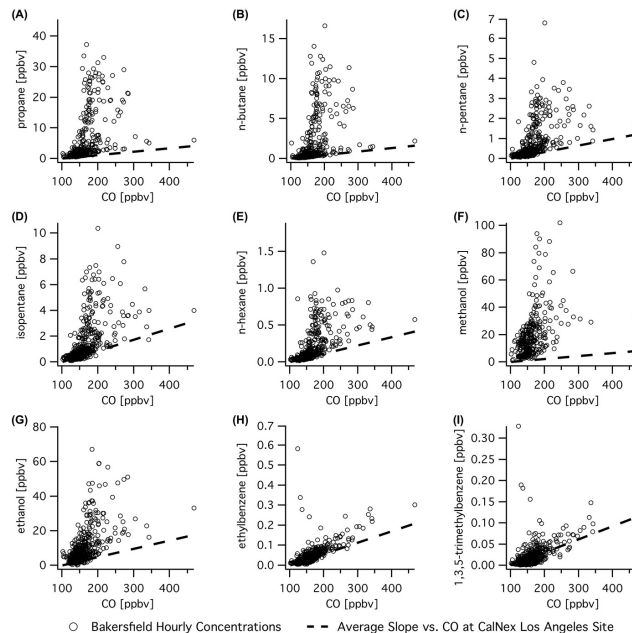 (A)
propane [ppbv]
40
30
20
10
0
100 200 300 400
CO [ppbv]
(B)
n-butane [ppbv]
15
10
5
0
100 200 300 400
CO [ppbv]
(C)
n-pentane [ppbv]
7
6
5
4
3
2
1
0
100 200 300 400
CO [ppbv]
(D)
isopentane [ppbv]
10
8
6
4
2
0
100 200 300 400
CO [ppbv]
(E)
n-hexane [ppbv]
1.5
1.0
0.5
0.0
100 200 300 400
CO [ppbv]
(F)
methanol [ppbv]
100
80
60
40
20
0
100 200 300 400
CO [ppbv]
(G)
ethanol [ppbv]
80
60
40
20
0
100 200 300 400
CO [ppbv]
(H)
ethylbenzene [ppbv]
0.7
0.6
0.5
0.4
0.3
0.2
0.1
0.0
100 200 300 400
CO [ppbv]
(I)
1,3,5-trimethylbenzene [ppbv]
0.30
0.25
0.20
0.15
0.10
0.05
0.00
100 200 300 400
CO [ppbv]
Bakersfield Hourly Concentrations
Average Slope vs. CO at CalNex Los Angeles Site